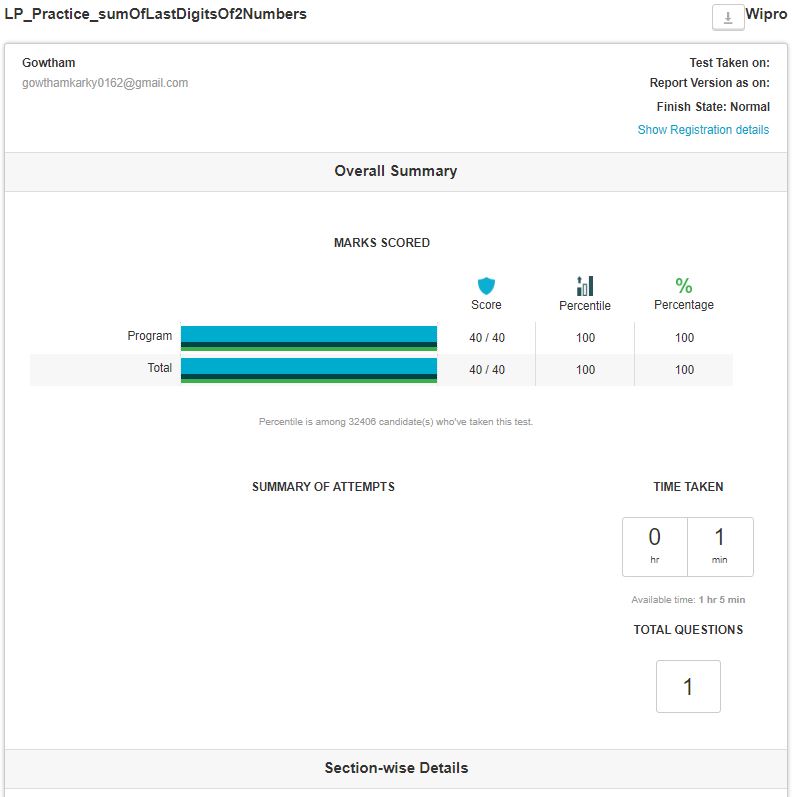 LP_Practice_sumOfLastDigitsOf2Numbers
Wipro
Gowtham
gowthamkarky0162@gmail.com
Test Taken on:
Report Version as on:
Finish State: Normal
Show Registration details
Overall Summary
MARKS SCORED
Score Percentile % Percentage
Program 40 / 40 100 100
Total 40 / 40 100 100
Percentile is among 32406 candidate(s) who've taken this test.
SUMMARY OF ATTEMPTS
TIME TAKEN
0 1
hr min
Available time: 1 hr 5 min
TOTAL QUESTIONS
1
Section-wise Details